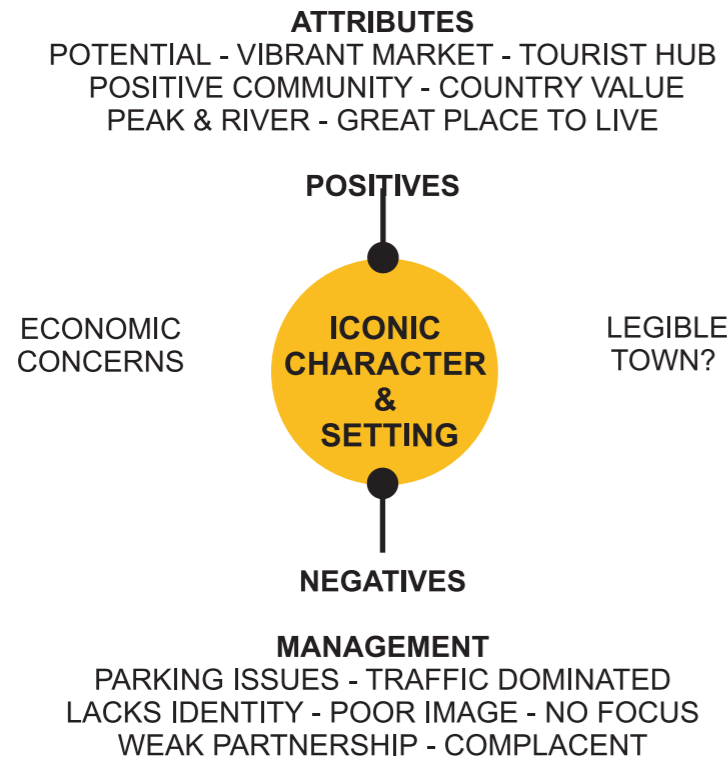 ATTRIBUTES
POTENTIAL - VIBRANT MARKET - TOURIST HUB
POSITIVE COMMUNITY - COUNTRY VALUE
PEAK & RIVER - GREAT PLACE TO LIVE
POSITIVES
ECONOMIC
CONCERNS
ICONIC
CHARACTER
&
SETTING
LEGIBLE
TOWN?
NEGATIVES
MANAGEMENT
PARKING ISSUES - TRAFFIC DOMINATED
LACKS IDENTITY - POOR IMAGE - NO FOCUS
WEAK PARTNERSHIP - COMPLACENT